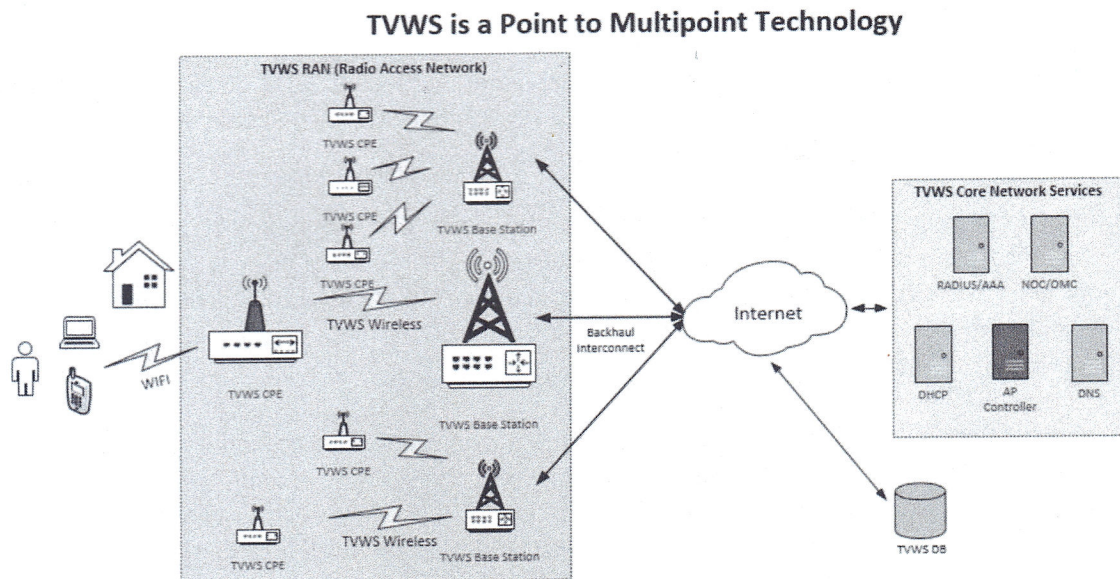 TVWS is a Point to Multipoint Technology
TVWS RAN (Radio Access Network)
TVWS CPE
TVWS CPE
TVWS Base Station
TVWS CPE
TVWS Wireless
WIFI
TVWS CPE
TVWS Base Station
TVWS CPE
TVWS Wireless
TVWS CPE
TVWS Base Station
Backhaul
Interconnect
Internet
TVWS Core Network Services
RADIUS/AAA
NOC/OMC
DHCP
AP
Controller
DNS
TVWS DB